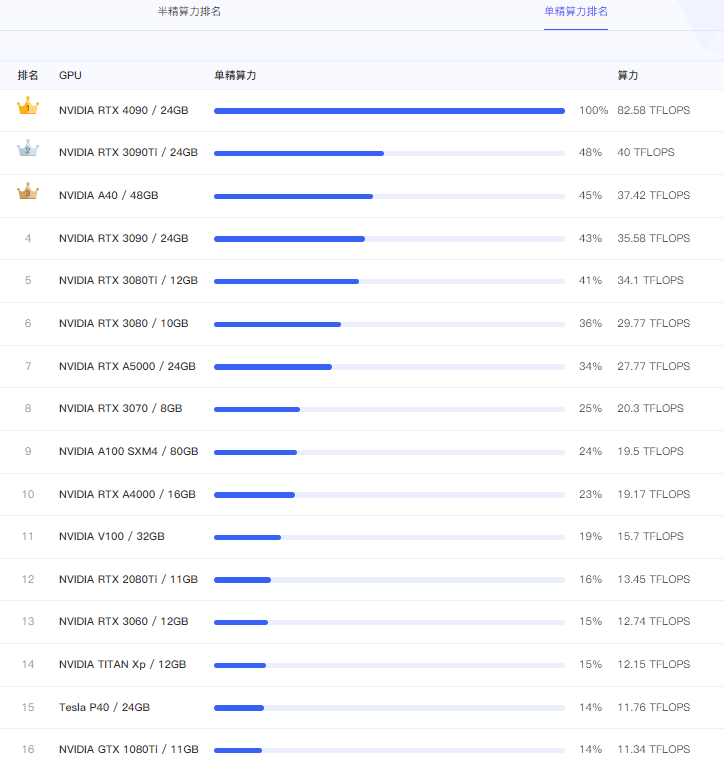 半精算力排名 单精算力排名
排名 GPU 单精算力 算力
1 NVIDIA RTX 4090 / 24GB 100% 82.58 TFLOPS
2 NVIDIA RTX 3090Ti / 24GB 48% 40 TFLOPS
3 NVIDIA A40 / 48GB 45% 37.42 TFLOPS
4 NVIDIA RTX 3090 / 24GB 43% 35.58 TFLOPS
5 NVIDIA RTX 3080Ti / 12GB 41% 34.1 TFLOPS
6 NVIDIA RTX 3080 / 10GB 36% 29.77 TFLOPS
7 NVIDIA RTX A5000 / 24GB 34% 27.77 TFLOPS
8 NVIDIA RTX 3070 / 8GB 25% 20.3 TFLOPS
9 NVIDIA A100 SXM4 / 80GB 24% 19.5 TFLOPS
10 NVIDIA RTX A4000 / 16GB 23% 19.17 TFLOPS
11 NVIDIA V100 / 32GB 19% 15.7 TFLOPS
12 NVIDIA RTX 2080Ti / 11GB 16% 13.45 TFLOPS
13 NVIDIA RTX 3060 / 12GB 15% 12.74 TFLOPS
14 NVIDIA TITAN Xp / 12GB 15% 12.15 TFLOPS
15 Tesla P40 / 24GB 14% 11.76 TFLOPS
16 NVIDIA GTX 1080Ti / 11GB 14% 11.34 TFLOPS